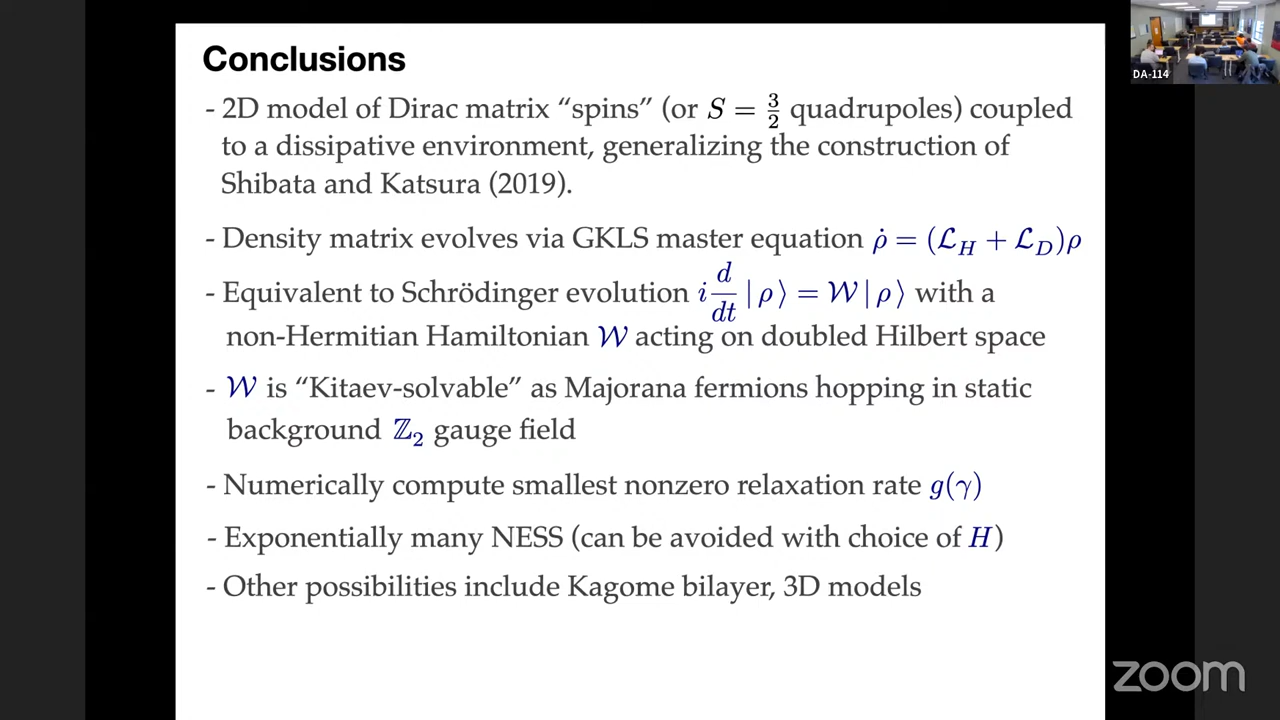 Conclusions
- 2D model of Dirac matrix “spins” (or S = 3/2 quadrupoles) coupled
to a dissipative environment, generalizing the construction of
Shibata and Katsura (2019).
- Density matrix evolves via GKLS master equation ρ̇ = (ℒ_H + ℒ_D)ρ
- Equivalent to Schrödinger evolution i d/dt | ρ ⟩ = 𝒲 | ρ ⟩ with a
non-Hermitian Hamiltonian 𝒲 acting on doubled Hilbert space
- 𝒲 is “Kitaev-solvable” as Majorana fermions hopping in static
background ℤ₂ gauge field
- Numerically compute smallest nonzero relaxation rate g(γ)
- Exponentially many NESS (can be avoided with choice of H)
- Other possibilities include Kagome bilayer, 3D models
DA-114
zoom